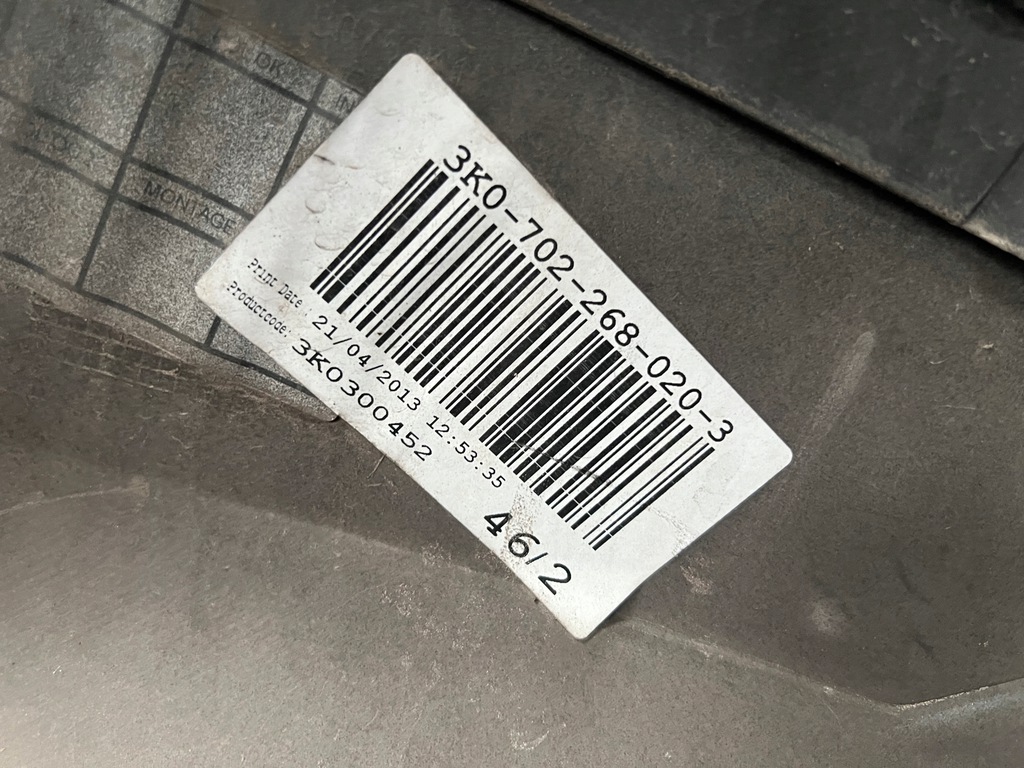 OK
IN
MONTAGE
3K0-702-268-020-3
Print Date: 21/04/2013 12:53:35
Productcode: 3K0300452
46/2